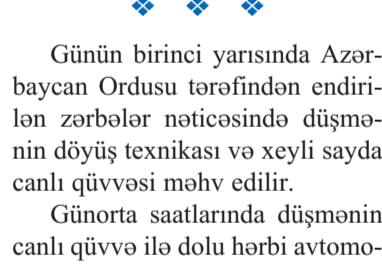 Günün birinci yarısında Azər-
baycan Ordusu tərəfindən endiri-
lən zərbələr nəticəsində düşmə-
nin döyüş texnikası və xeyli sayda
canlı qüvvəsi məhv edilir.
Günorta saatlarında düşmənin
canlı qüvvə ilə dolu hərbi avtomo-